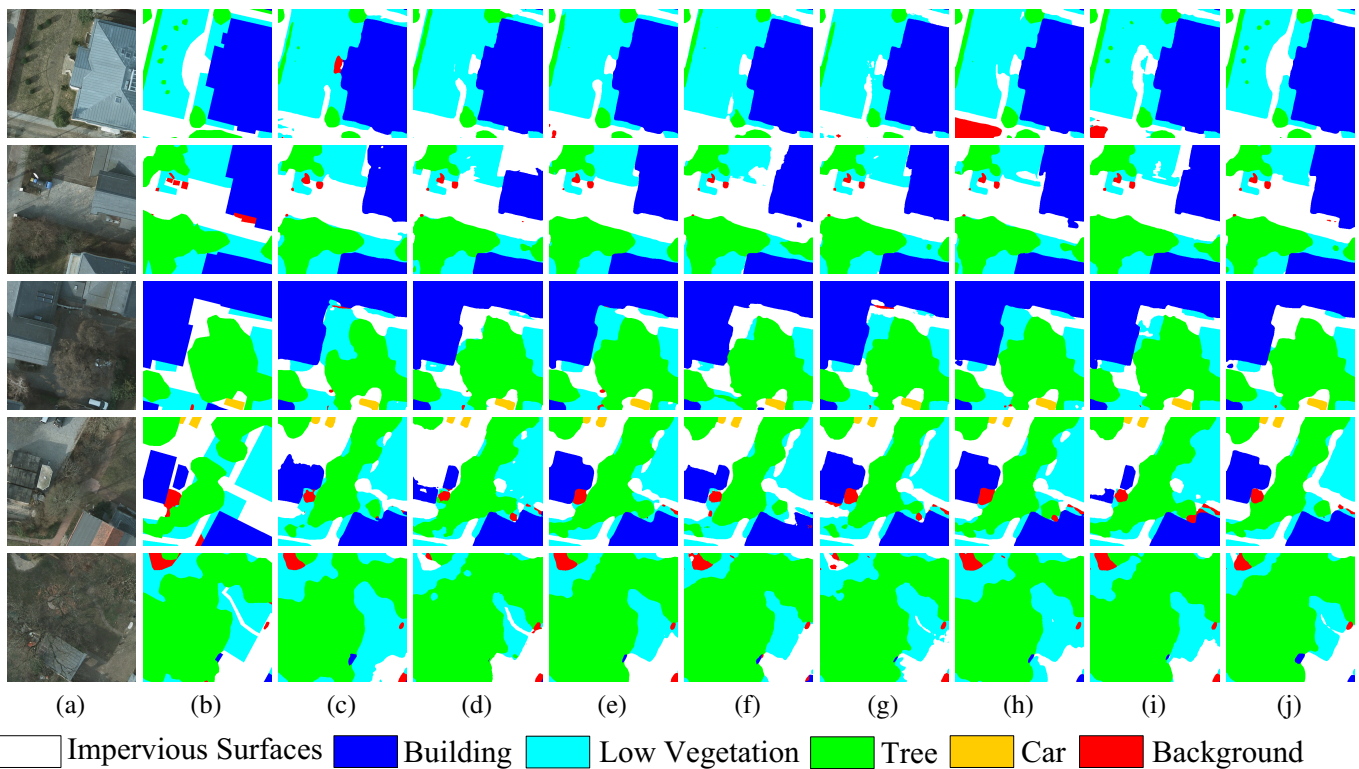 (a) (b) (c) (d) (e) (f) (g) (h) (i) (j)
Impervious Surfaces Building Low Vegetation Tree Car Background